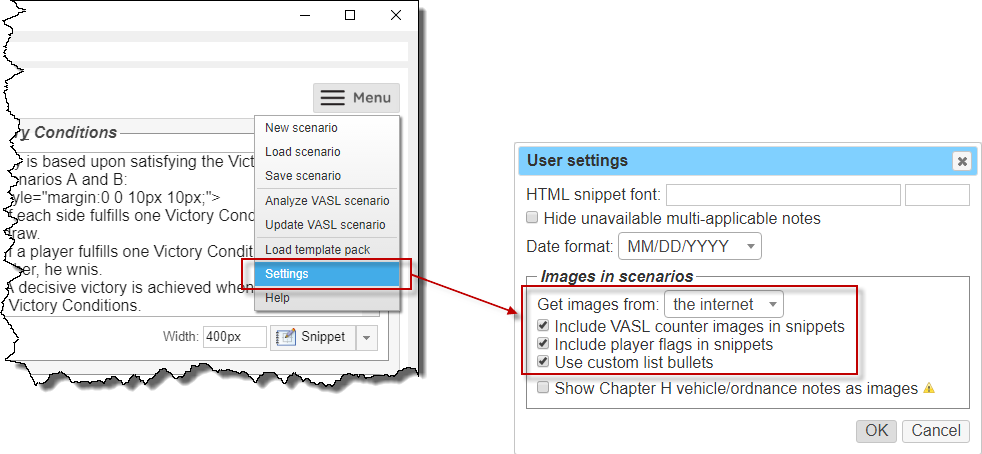 Menu
y Conditions
is based upon satisfying the Vict
enarios A and B:
yle="margin:0 0 10px 10px;">
each side fulfills one Victory Cond
raw.
a player fulfills one Victory Conditi
her, he wnis.
A decisive victory is achieved when
Victory Conditions.
Width: 400px Snippet
New scenario
Load scenario
Save scenario
Analyze VASL scenario
Update VASL scenario
Load template pack
Settings
Help
User settings
HTML snippet font:
Hide unavailable multi-applicable notes
Date format: MM/DD/YYYY
Images in scenarios
Get images from: the internet
Include VASL counter images in snippets
Include player flags in snippets
Use custom list bullets
Show Chapter H vehicle/ordnance notes as images
OK Cancel